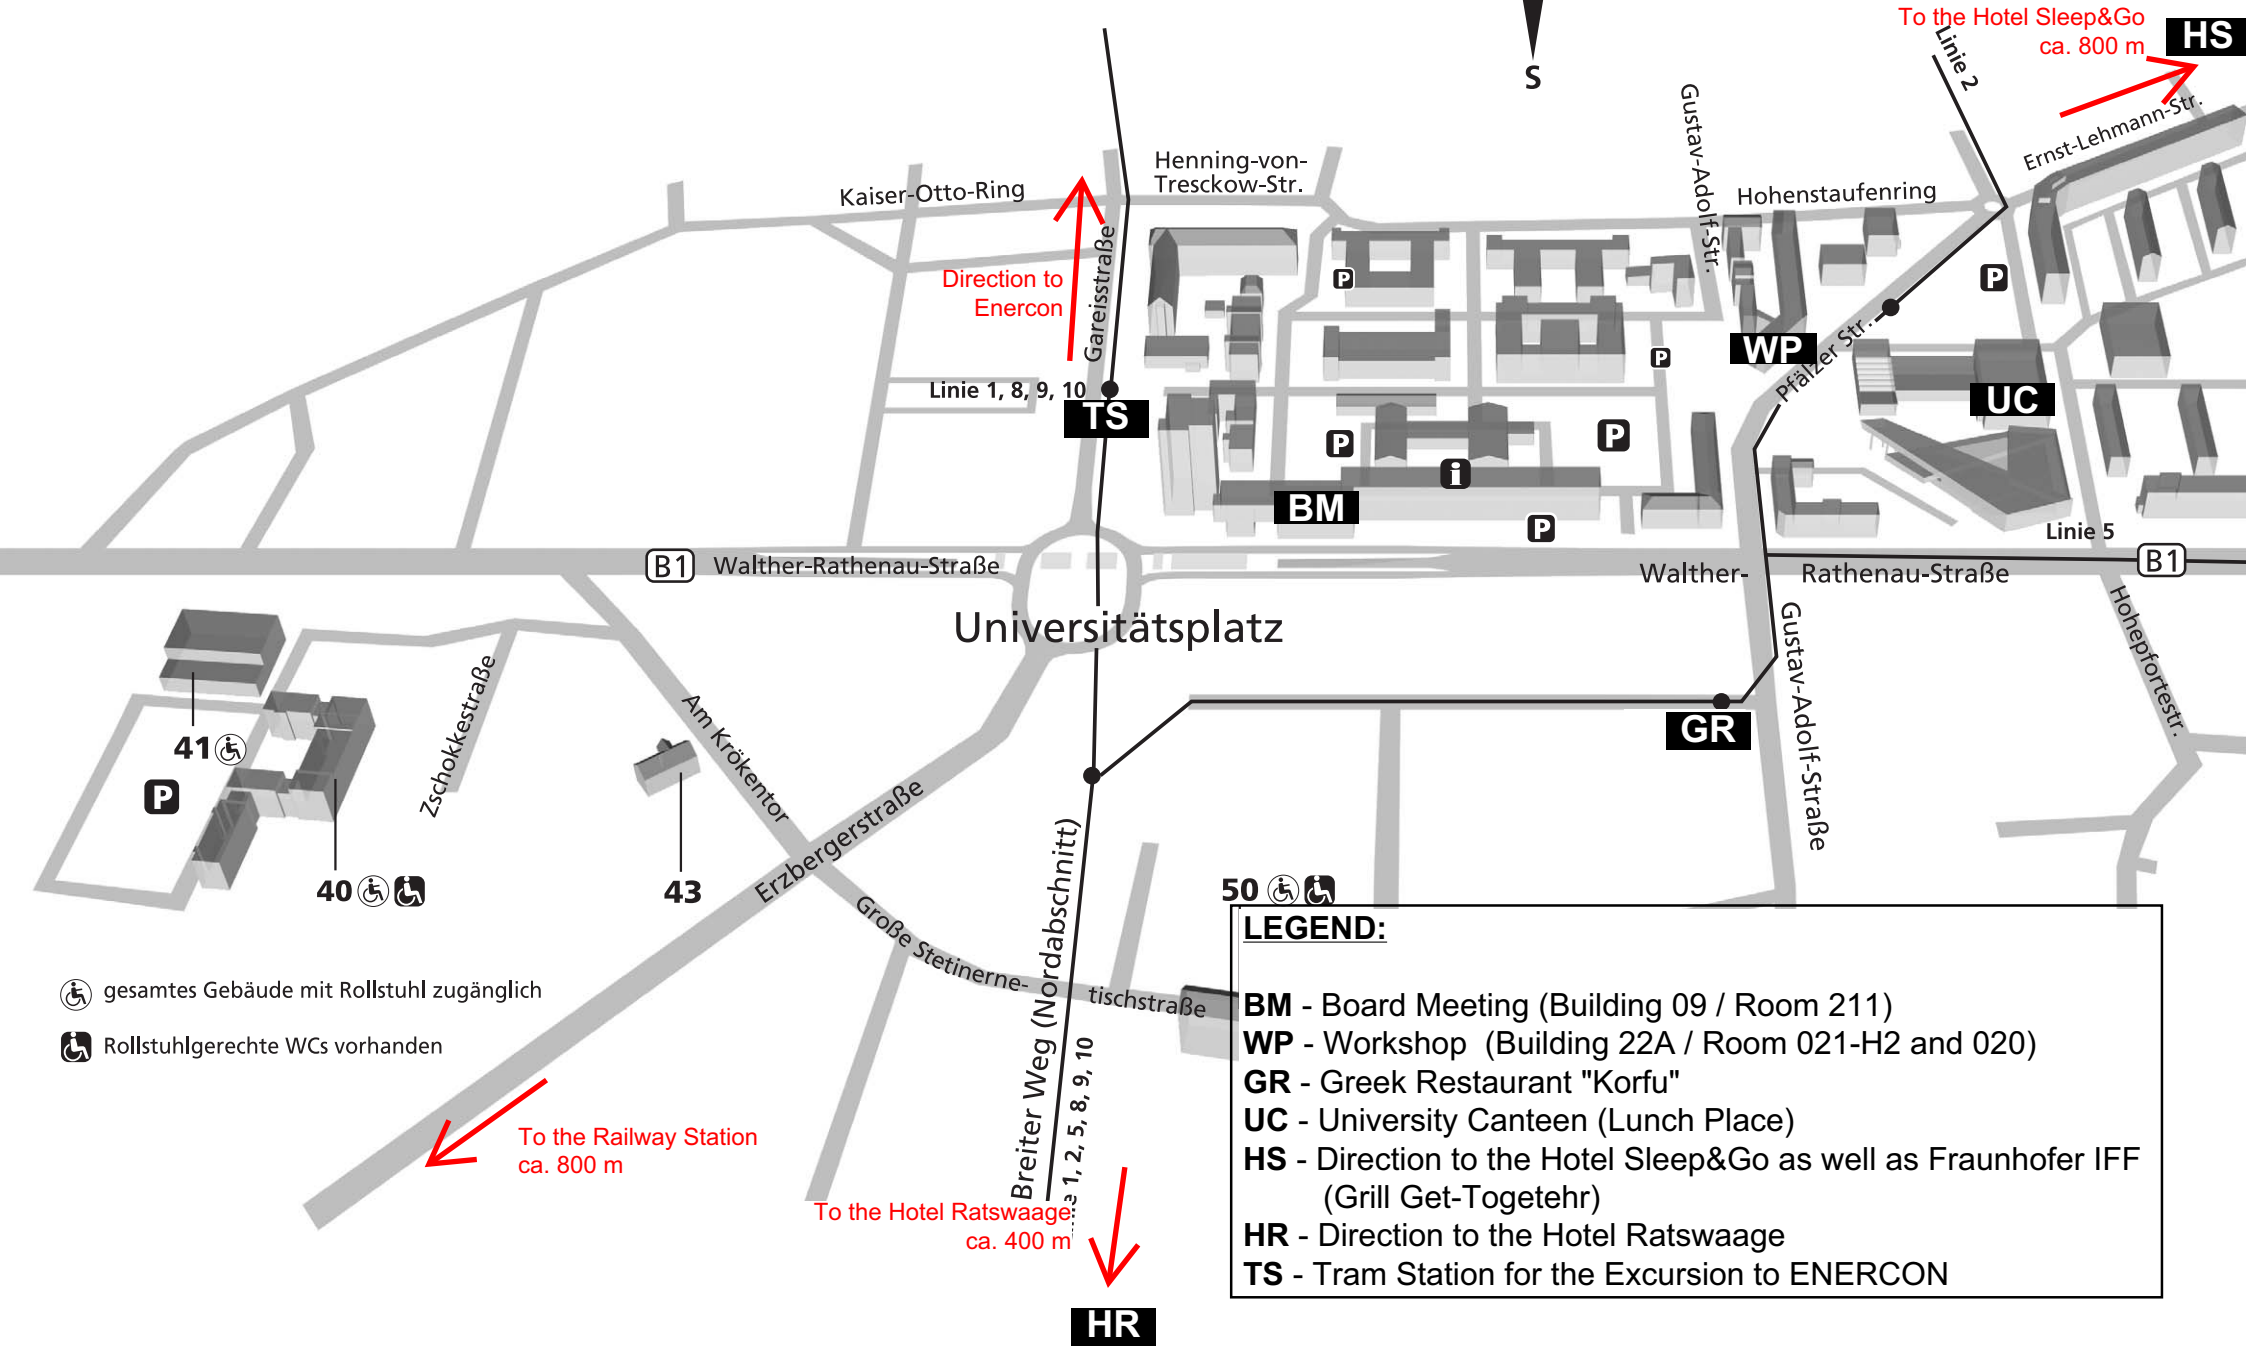 To the Hotel Sleep&Go
ca. 800 m
HS
S
Linie 2
Gustav-Adolf-Str.
Ernst-Lehmann-Str.
Henning-von-
Tresckow-Str.
Kaiser-Otto-Ring
Hohenstaufenring
Direction to
Enercon
Gareisstraße
P
P
P
WP
Pfälzer Str.
Linie 1, 8, 9, 10
TS
UC
P
P
i
BM
P
Linie 5
B1
Walther-Rathenau-Straße
Walther-
Rathenau-Straße
B1
Universitätsplatz
Hohepfortestr.
Gustav-Adolf-Straße
Zschokkestraße
Am Krökentor
GR
41
P
Erzbergerstraße
40
43
50
Große Stetinerne-
tischstraße
Breiter Weg (Nordabschnitt)
1, 2, 5, 8, 9, 10
gesamtes Gebäude mit Rollstuhl zugänglich
Rollstuhlgerechte WCs vorhanden
To the Railway Station
ca. 800 m
To the Hotel Ratswaage
ca. 400 m
HR
LEGEND:
BM - Board Meeting (Building 09 / Room 211)
WP - Workshop (Building 22A / Room 021-H2 and 020)
GR - Greek Restaurant "Korfu"
UC - University Canteen (Lunch Place)
HS - Direction to the Hotel Sleep&Go as well as Fraunhofer IFF
(Grill Get-Togetehr)
HR - Direction to the Hotel Ratswaage
TS - Tram Station for the Excursion to ENERCON